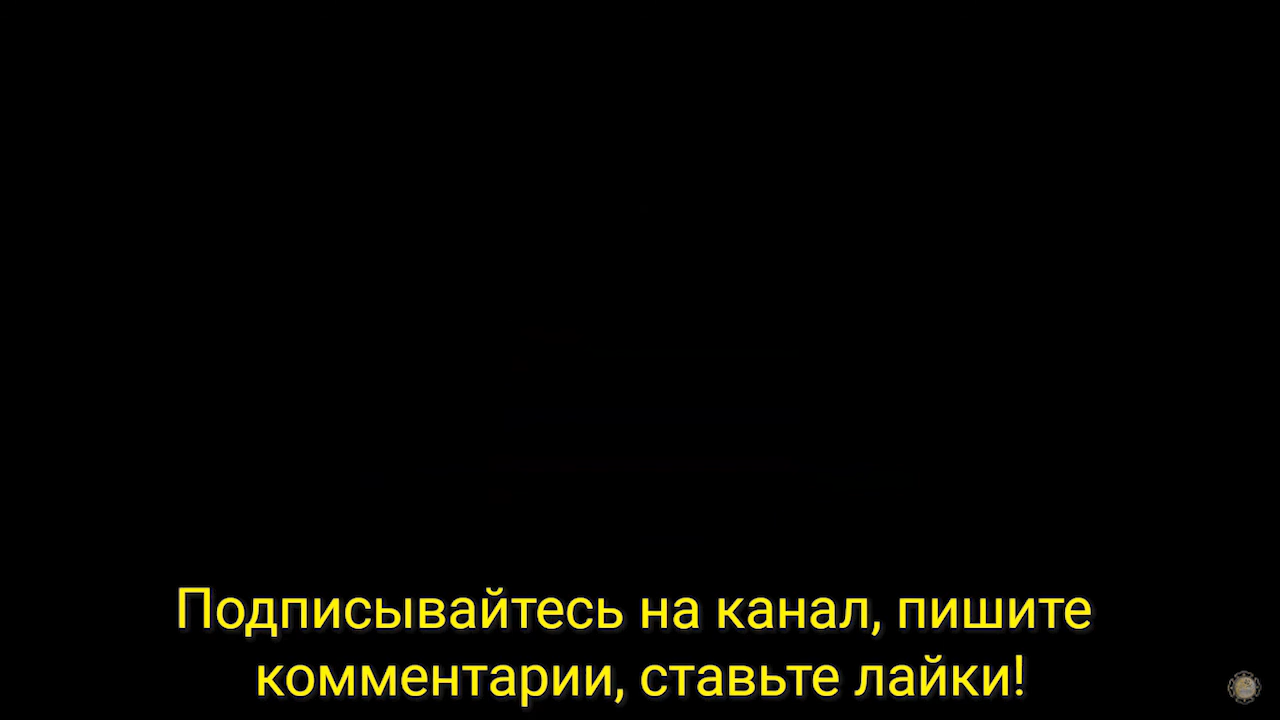 Подписывайтесь на канал, пишите
комментарии, ставьте лайки!